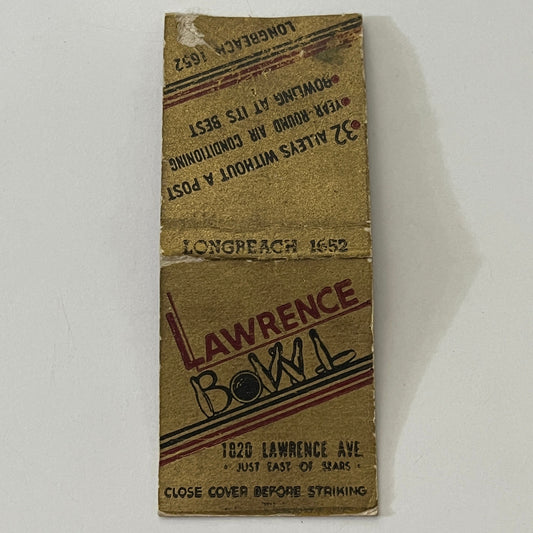 LAWRENCE
BOWL
1820 LAWRENCE AVE.
· JUST EAST OF SEARS ·
CLOSE COVER BEFORE STRIKING
LONGBEACH 1652
• 32 ALLEYS WITHOUT A POST
• YEAR-ROUND AIR CONDITIONING
• BOWLING AT ITS BEST
LONGBEACH 1652